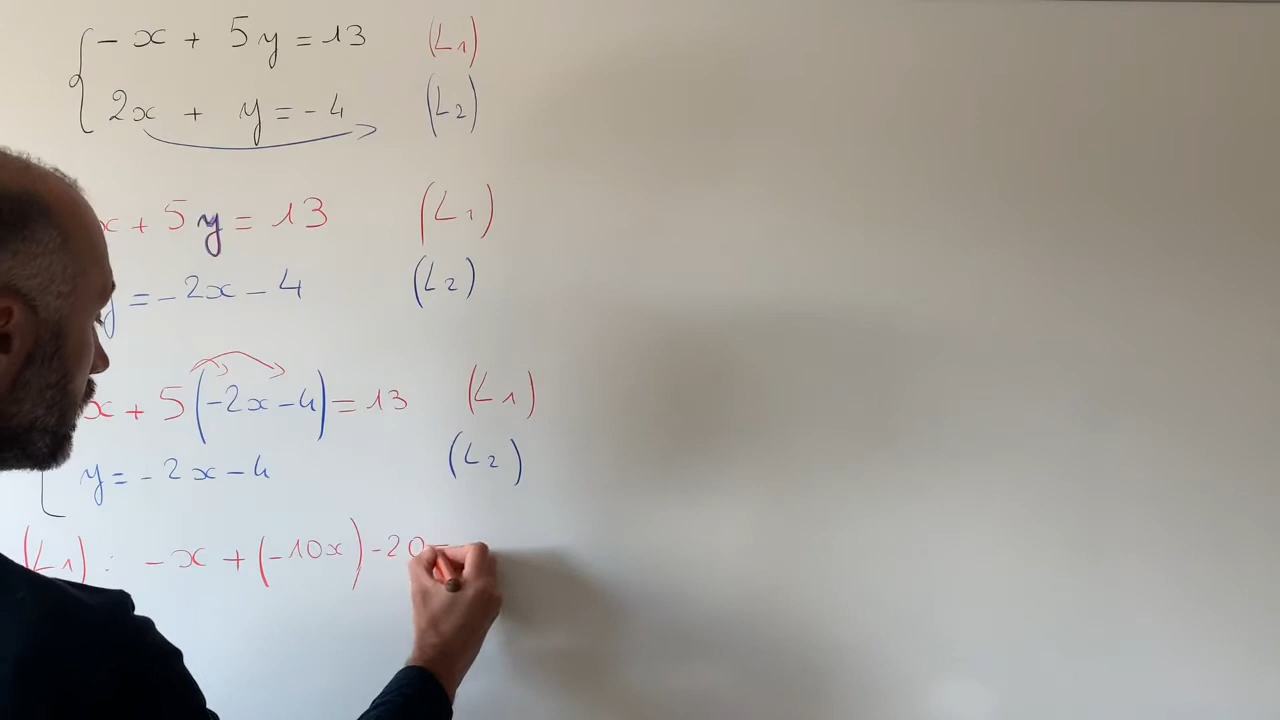 - x + 5y = 13 (L1)
2x + y = - 4 (L2)
x + 5y = 13 (L1)
y = - 2x - 4 (L2)
x + 5(-2x - 4) = 13 (L1)
y = - 2x - 4 (L2)
(L1) : - x + (-10x) - 20 =